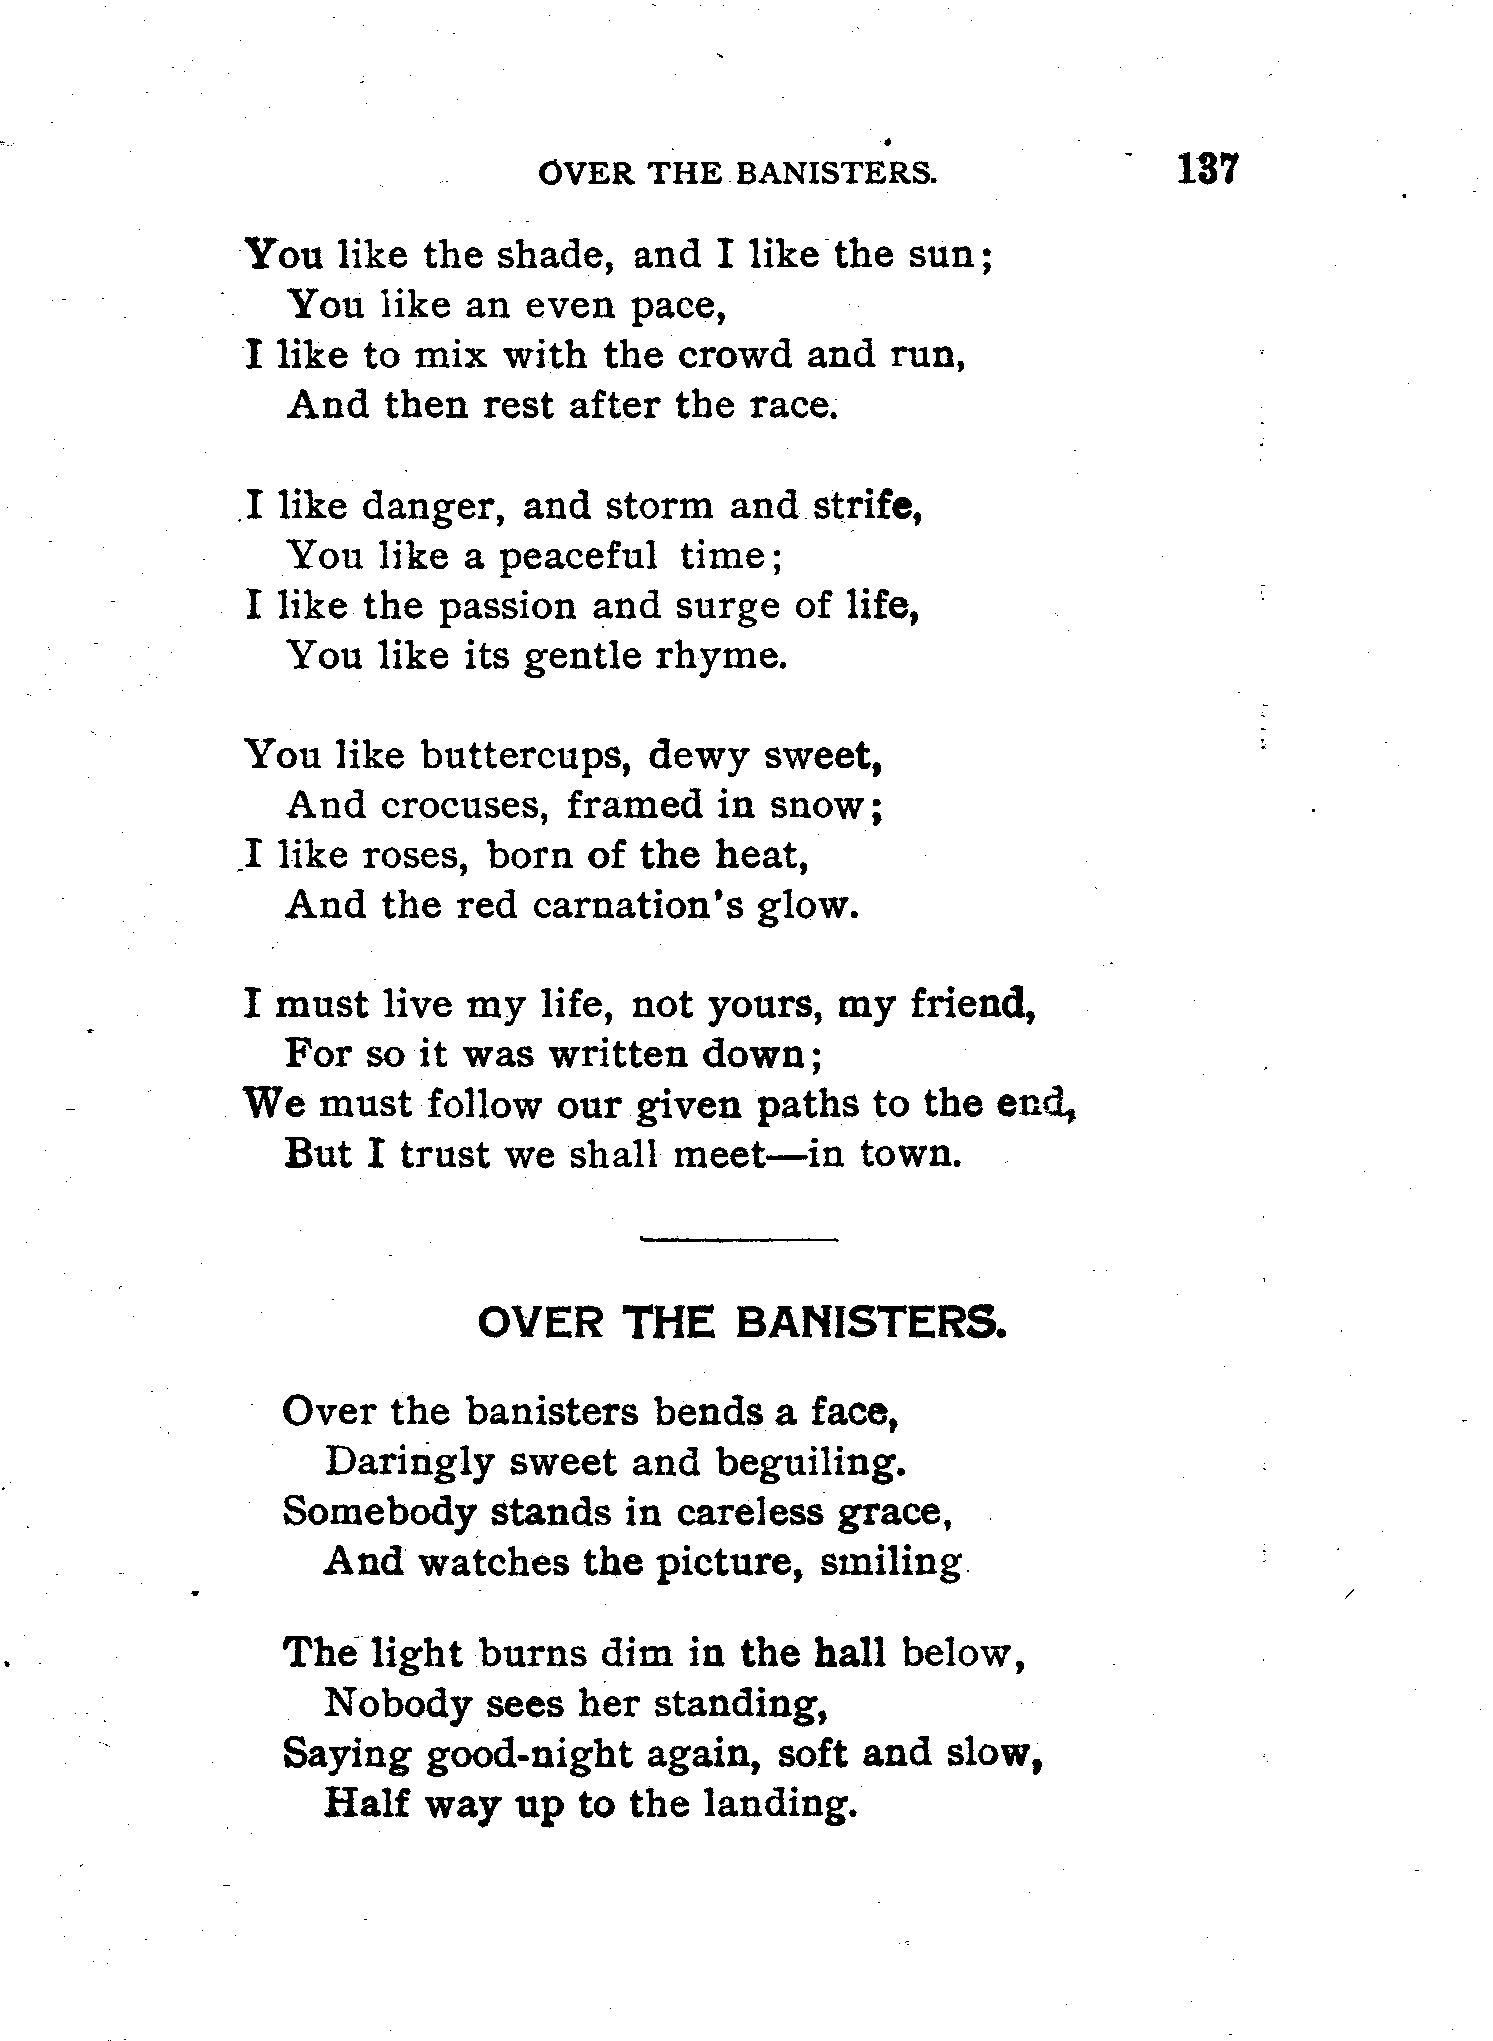 OVER THE BANISTERS. 137
You like the shade, and I like the sun;
You like an even pace,
I like to mix with the crowd and run,
And then rest after the race.
I like danger, and storm and strife,
You like a peaceful time;
I like the passion and surge of life,
You like its gentle rhyme.
You like buttercups, dewy sweet,
And crocuses, framed in snow;
I like roses, born of the heat,
And the red carnation's glow.
I must live my life, not yours, my friend,
For so it was written down;
We must follow our given paths to the end,
But I trust we shall meet—in town.
OVER THE BANISTERS.
Over the banisters bends a face,
Daringly sweet and beguiling.
Somebody stands in careless grace,
And watches the picture, smiling
The light burns dim in the hall below,
Nobody sees her standing,
Saying good-night again, soft and slow,
Half way up to the landing.